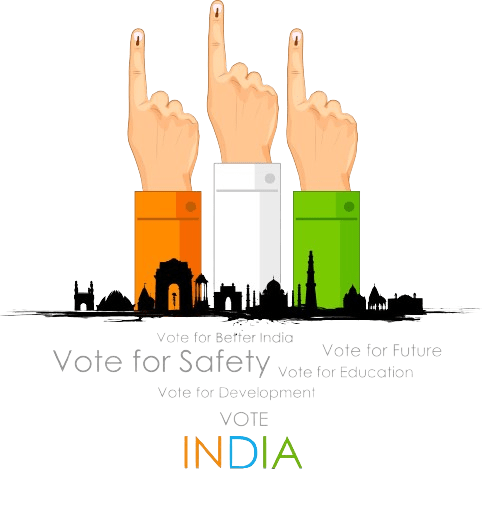 Vote for Better India
Vote for Safety
Vote for Future
Vote for Education
Vote for Development
VOTE
INDIA